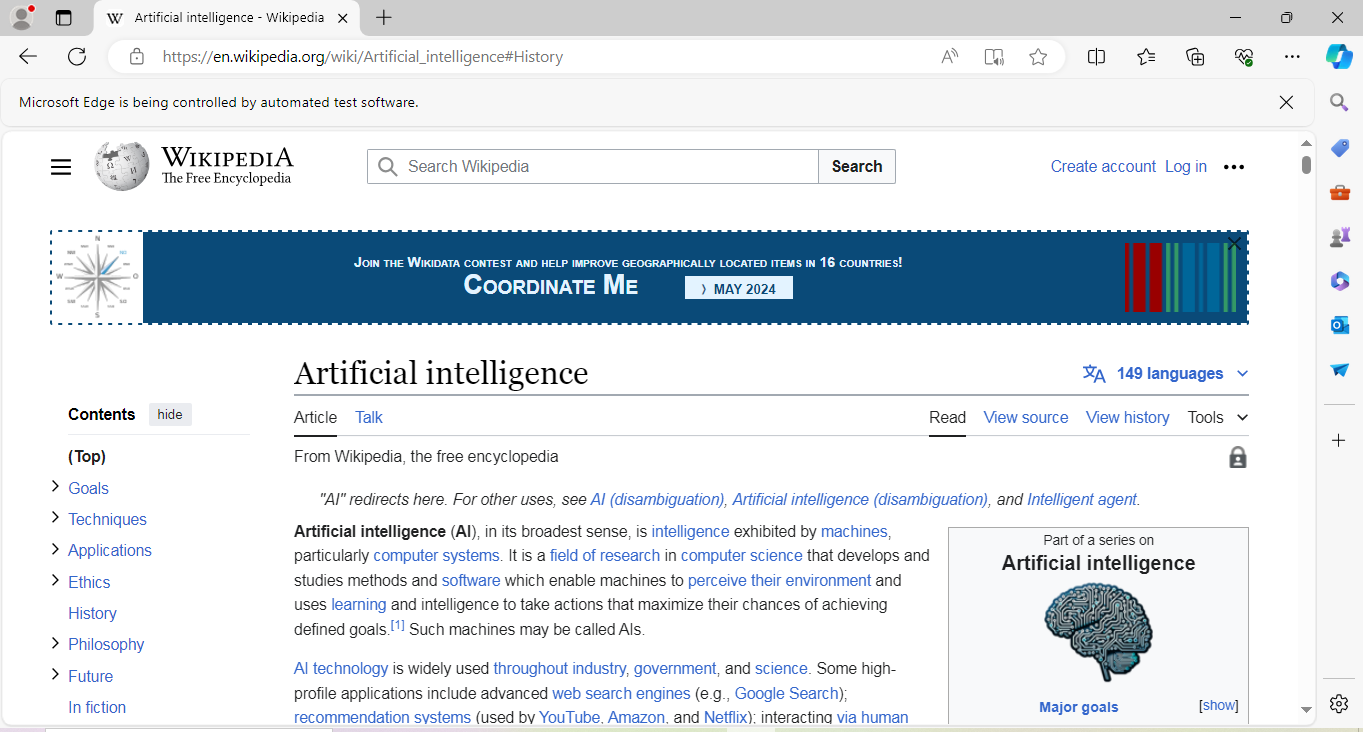 Artificial intelligence - Wikipedia
https://en.wikipedia.org/wiki/Artificial_intelligence#History
Microsoft Edge is being controlled by automated test software.
WIKIPEDIA
The Free Encyclopedia
Search Wikipedia
Search
Create account Log in
JOIN THE WIKIDATA CONTEST AND HELP IMPROVE GEOGRAPHICALLY LOCATED ITEMS IN 16 COUNTRIES!
COORDINATE ME
〉 MAY 2024
N
W
O
S
Artificial intelligence
149 languages
Contents hide
Article Talk
Read View source View history Tools
(Top)
Goals
Techniques
Applications
Ethics
History
Philosophy
Future
In fiction
From Wikipedia, the free encyclopedia
"AI" redirects here. For other uses, see AI (disambiguation), Artificial intelligence (disambiguation), and Intelligent agent.
Artificial intelligence (AI), in its broadest sense, is intelligence exhibited by machines,
particularly computer systems. It is a field of research in computer science that develops and
studies methods and software which enable machines to perceive their environment and
uses learning and intelligence to take actions that maximize their chances of achieving
defined goals.[1] Such machines may be called AIs.
AI technology is widely used throughout industry, government, and science. Some high-
profile applications include advanced web search engines (e.g., Google Search);
recommendation systems (used by YouTube, Amazon, and Netflix); interacting via human
Part of a series on
Artificial intelligence
Major goals [show]